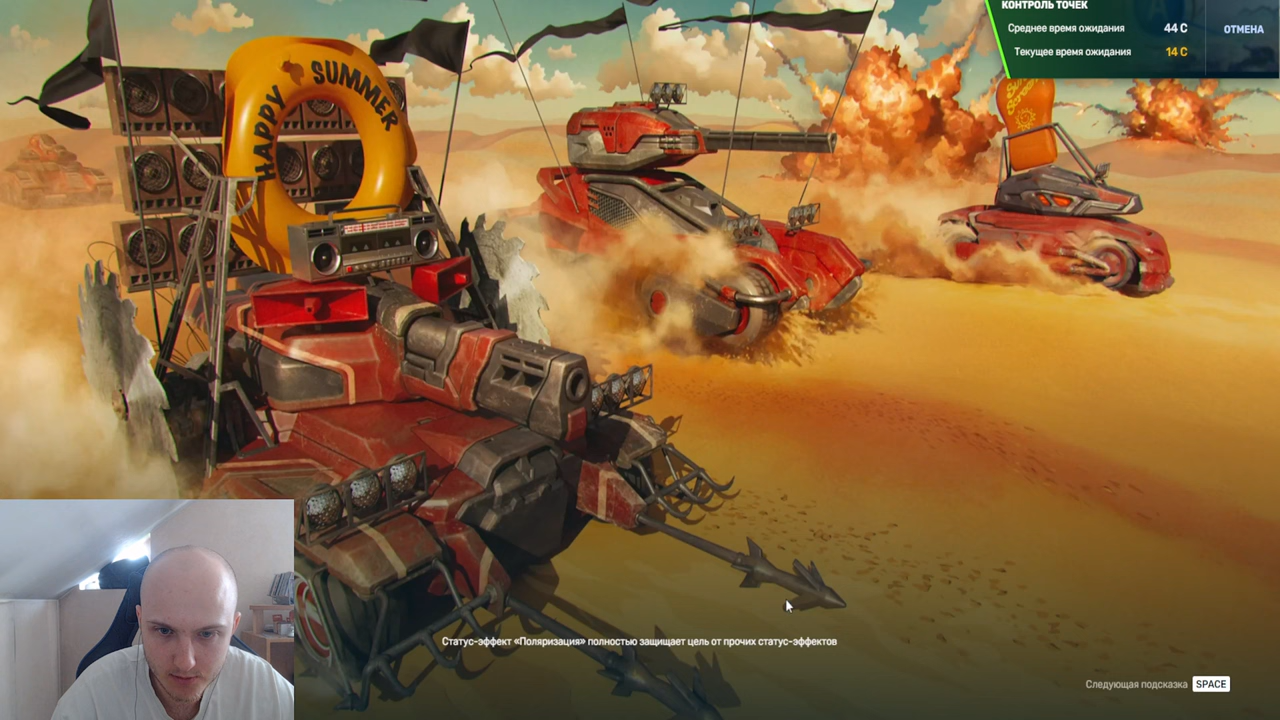 КОНТРОЛЬ ТОЧЕК
Среднее время ожидания 44 С
Текущее время ожидания 14 С
ОТМЕНА
HAPPY SUMMER
Статус-эффект «Поляризация» полностью защищает цель от прочих статус-эффектов
Следующая подсказка SPACE